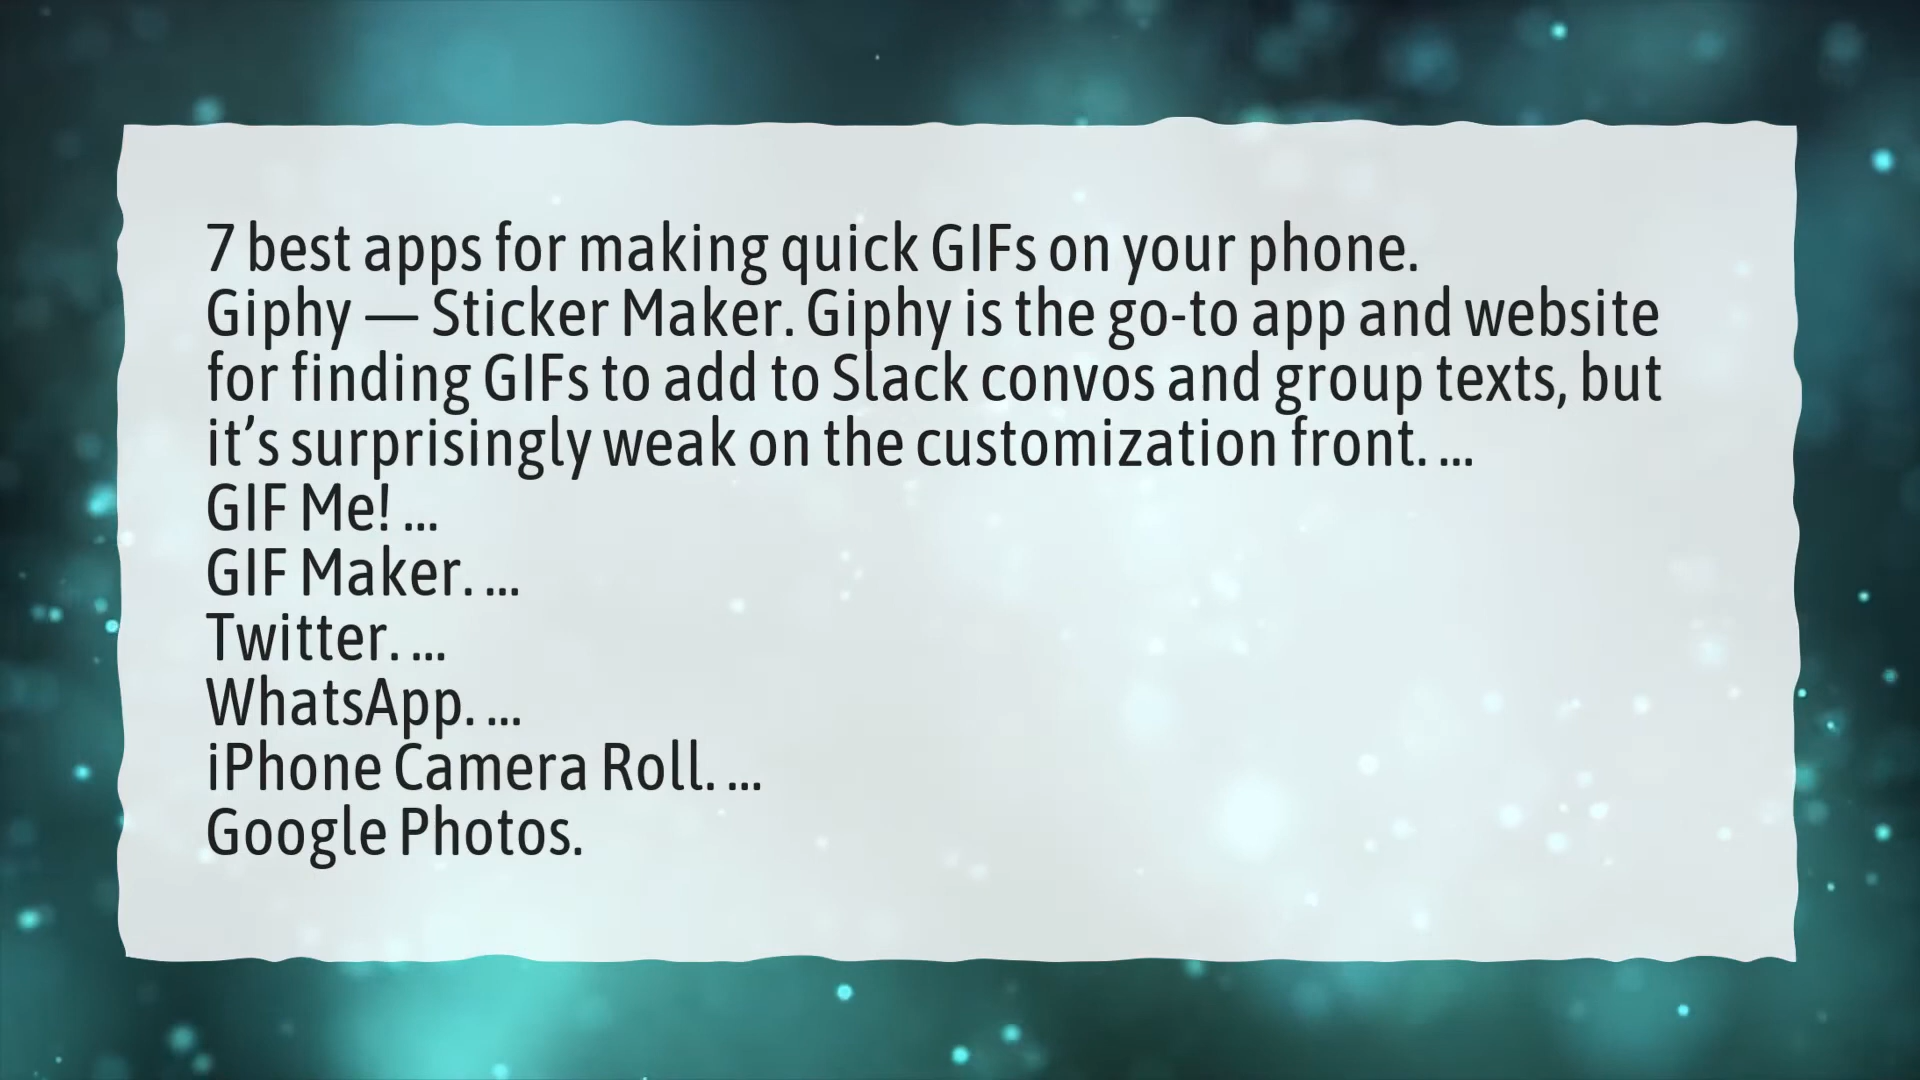 7 best apps for making quick GIFs on your phone.
Giphy — Sticker Maker. Giphy is the go-to app and website
for finding GIFs to add to Slack convos and group texts, but
it’s surprisingly weak on the customization front. ...
GIF Me! ...
GIF Maker. ...
Twitter. ...
WhatsApp. ...
iPhone Camera Roll. ...
Google Photos.